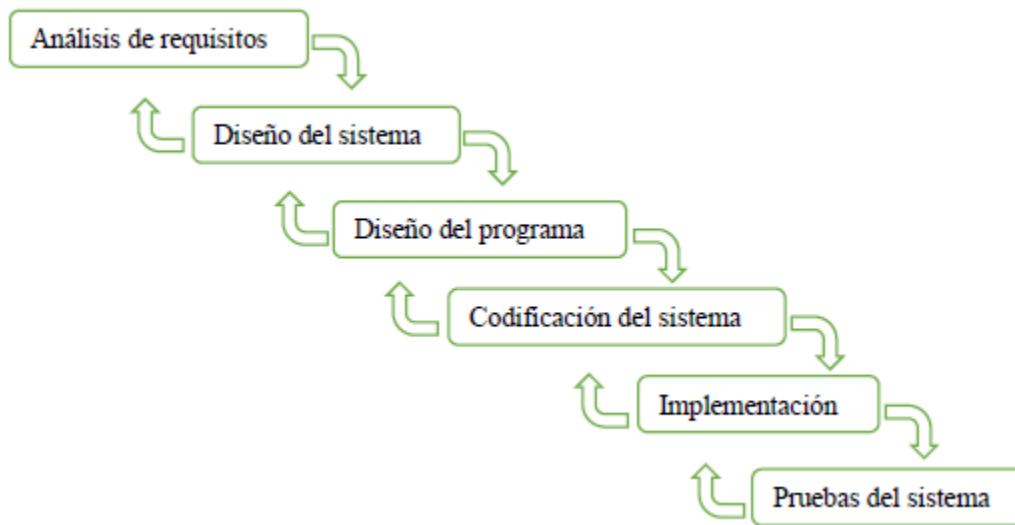 Análisis de requisitos
Diseño del sistema
Diseño del programa
Codificación del sistema
Implementación
Pruebas del sistema